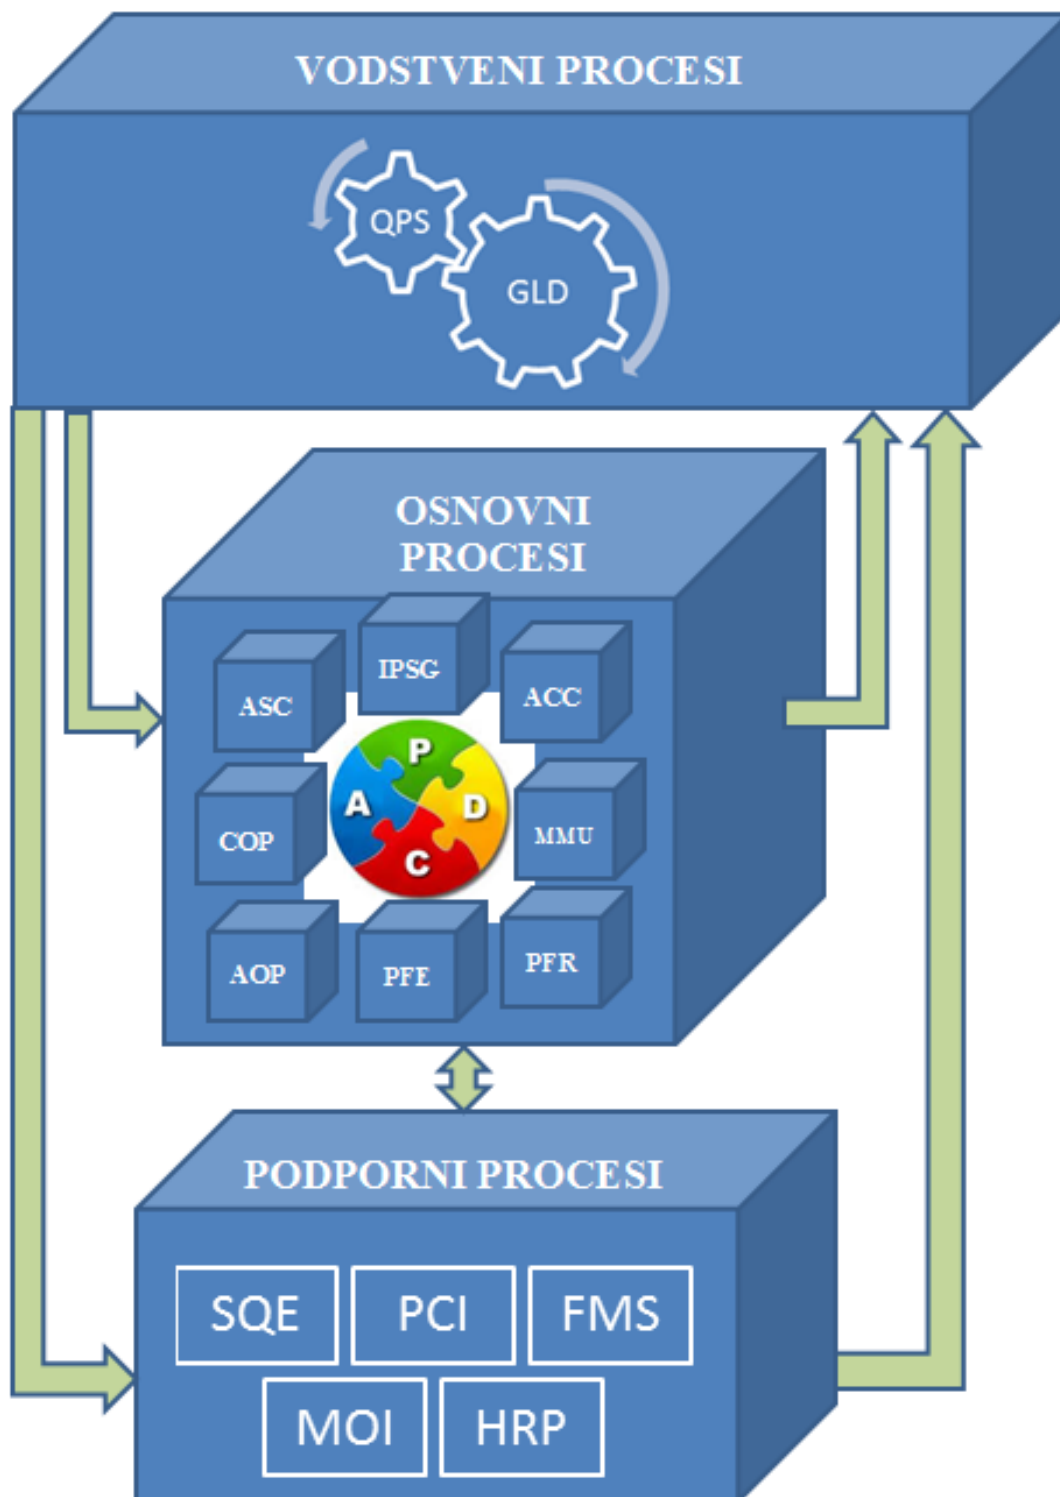 VODSTVENI PROCESI
QPS
GLD
OSNOVNI
PROCESI
IPSG
ASC
ACC
P
A
D
C
COP
MMU
AOP
PFE
PFR
PODPORNI PROCESI
SQE
PCI
FMS
MOI
HRP